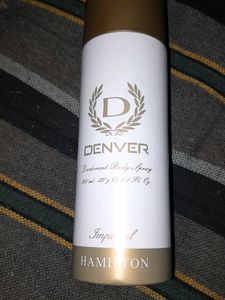 D
DENVER
Deodorant Body Spray
Imperial
HAMILTON